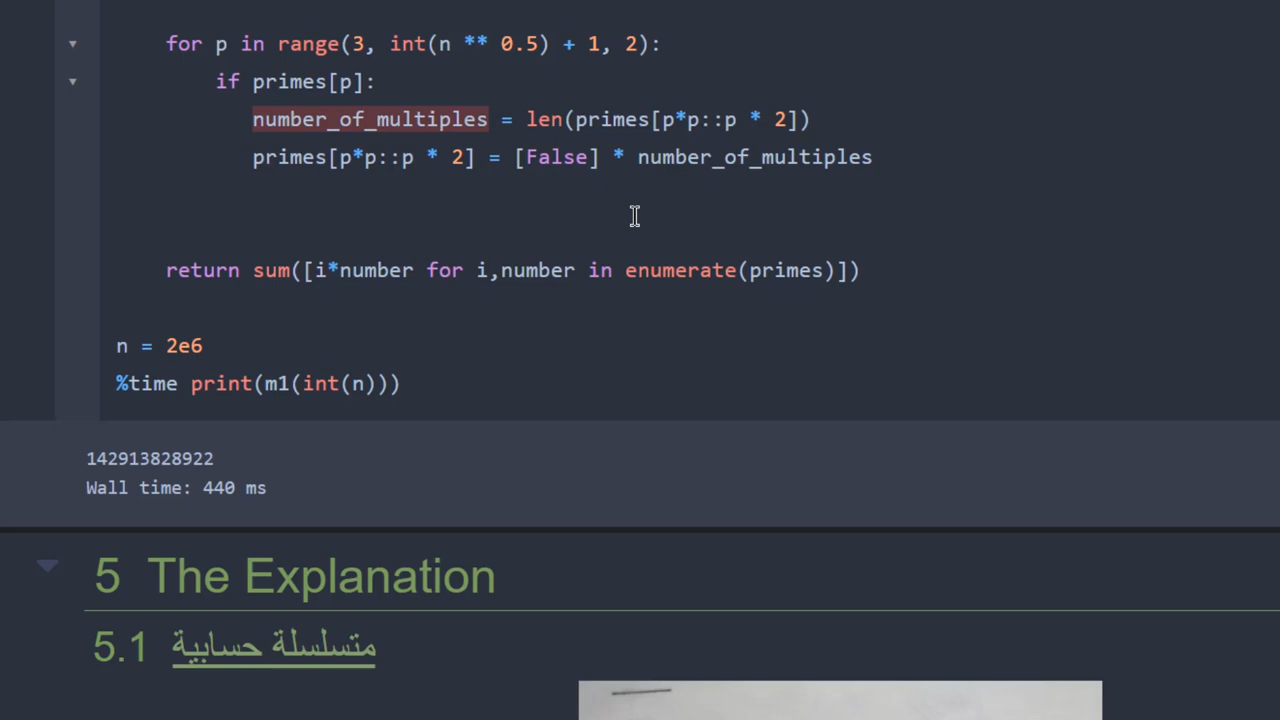 for p in range(3, int(n ** 0.5) + 1, 2):
if primes[p]:
number_of_multiples = len(primes[p*p::p * 2])
primes[p*p::p * 2] = [False] * number_of_multiples
return sum([i*number for i,number in enumerate(primes)])
n = 2e6
%time print(m1(int(n)))
142913828922
Wall time: 440 ms
5 The Explanation
5.1 متسلسلة حسابية